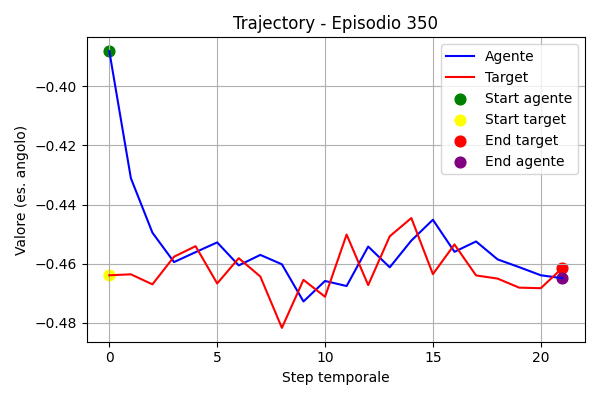 Trajectory - Episodio 350
Valore (es. angolo)
−0.40
−0.42
−0.44
−0.46
−0.48
0
5
10
15
20
Step temporale
Agente
Target
Start agente
Start target
End target
End agente